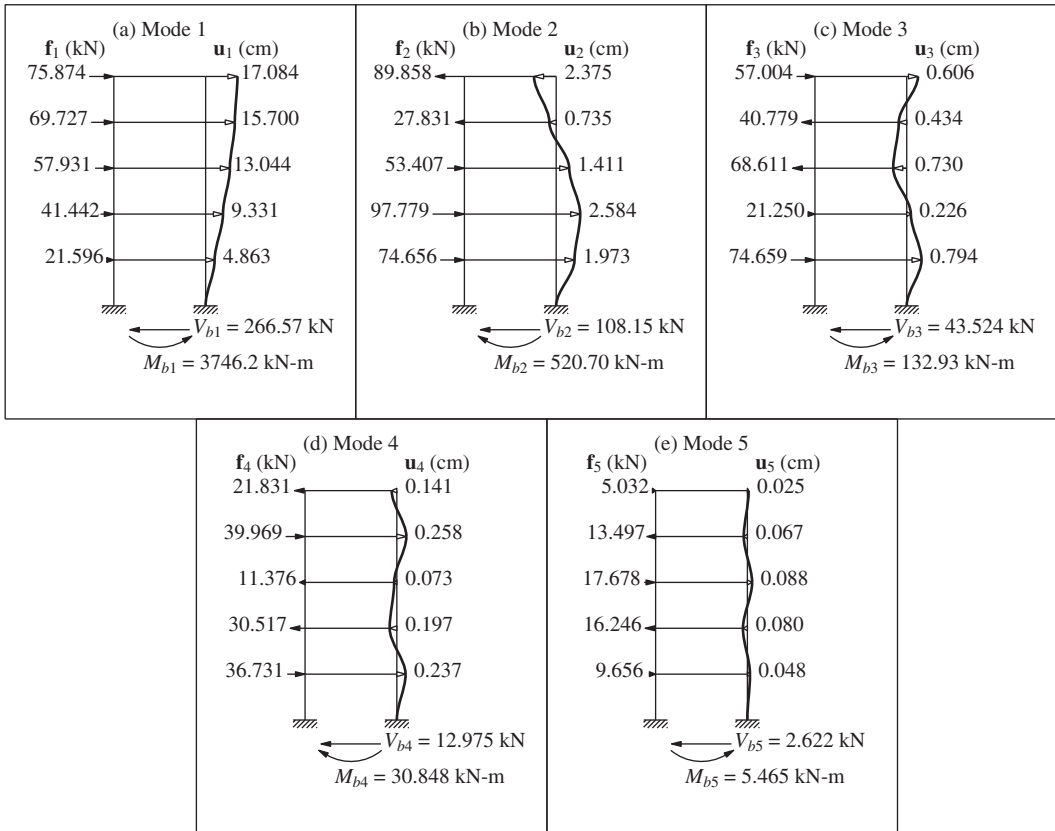 (a) Mode 1
f1 (kN) u1 (cm)
75.874 17.084
69.727 15.700
57.931 13.044
41.442 9.331
21.596 4.863
Vb1 = 266.57 kN
Mb1 = 3746.2 kN-m
(b) Mode 2
f2 (kN) u2 (cm)
89.858 2.375
27.831 0.735
53.407 1.411
97.779 2.584
74.656 1.973
Vb2 = 108.15 kN
Mb2 = 520.70 kN-m
(c) Mode 3
f3 (kN) u3 (cm)
57.004 0.606
40.779 0.434
68.611 0.730
21.250 0.226
74.659 0.794
Vb3 = 43.524 kN
Mb3 = 132.93 kN-m
(d) Mode 4
f4 (kN) u4 (cm)
21.831 0.141
39.969 0.258
11.376 0.073
30.517 0.197
36.731 0.237
Vb4 = 12.975 kN
Mb4 = 30.848 kN-m
(e) Mode 5
f5 (kN) u5 (cm)
5.032 0.025
13.497 0.067
17.678 0.088
16.246 0.080
9.656 0.048
Vb5 = 2.622 kN
Mb5 = 5.465 kN-m